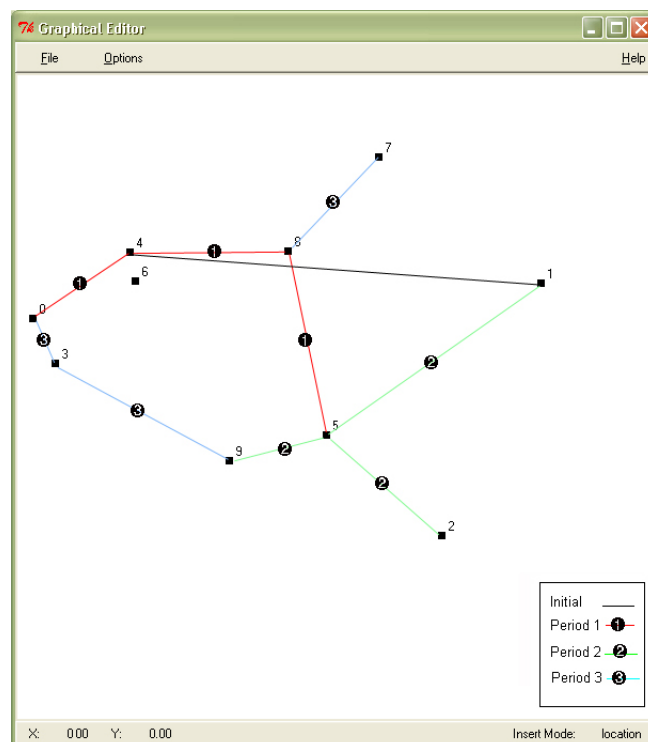 Graphical Editor
File Options Help
7
3
4 1 8
6 1
1
0
3
3
1
2
3
5
9 2
2
2
Initial
Period 1 1
Period 2 2
Period 3 3
X: 0 00 Y: 0.00 Insert Mode: location